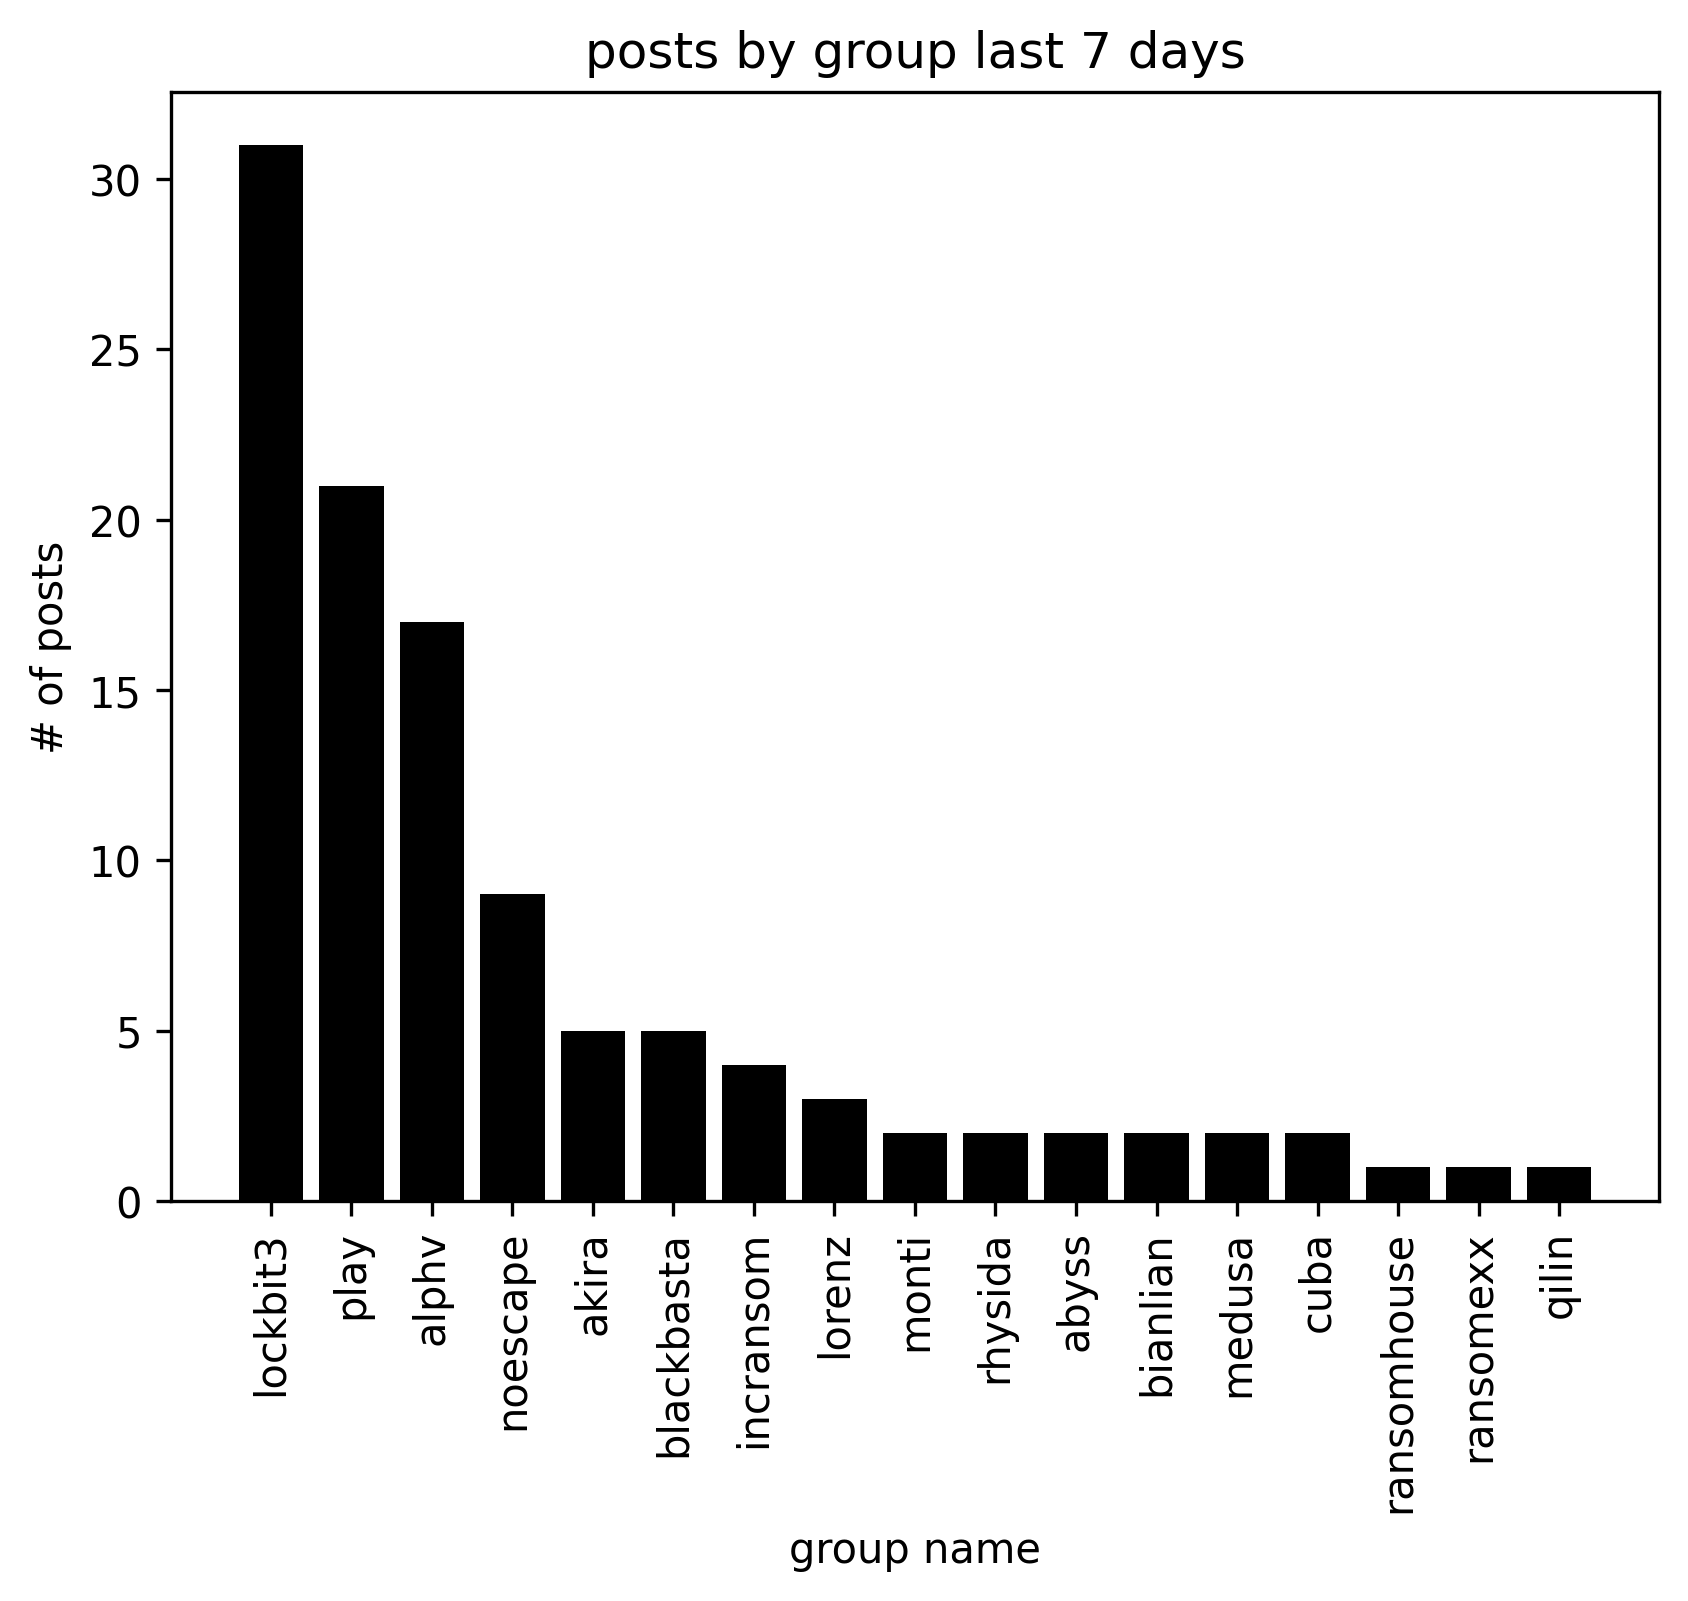 posts by group last 7 days
# of posts
30
25
20
15
10
5
0
lockbit3
play
alphv
noescape
akira
blackbasta
incransom
lorenz
monti
rhysida
abyss
bianlian
medusa
cuba
ransomhouse
ransomexx
qilin
group name